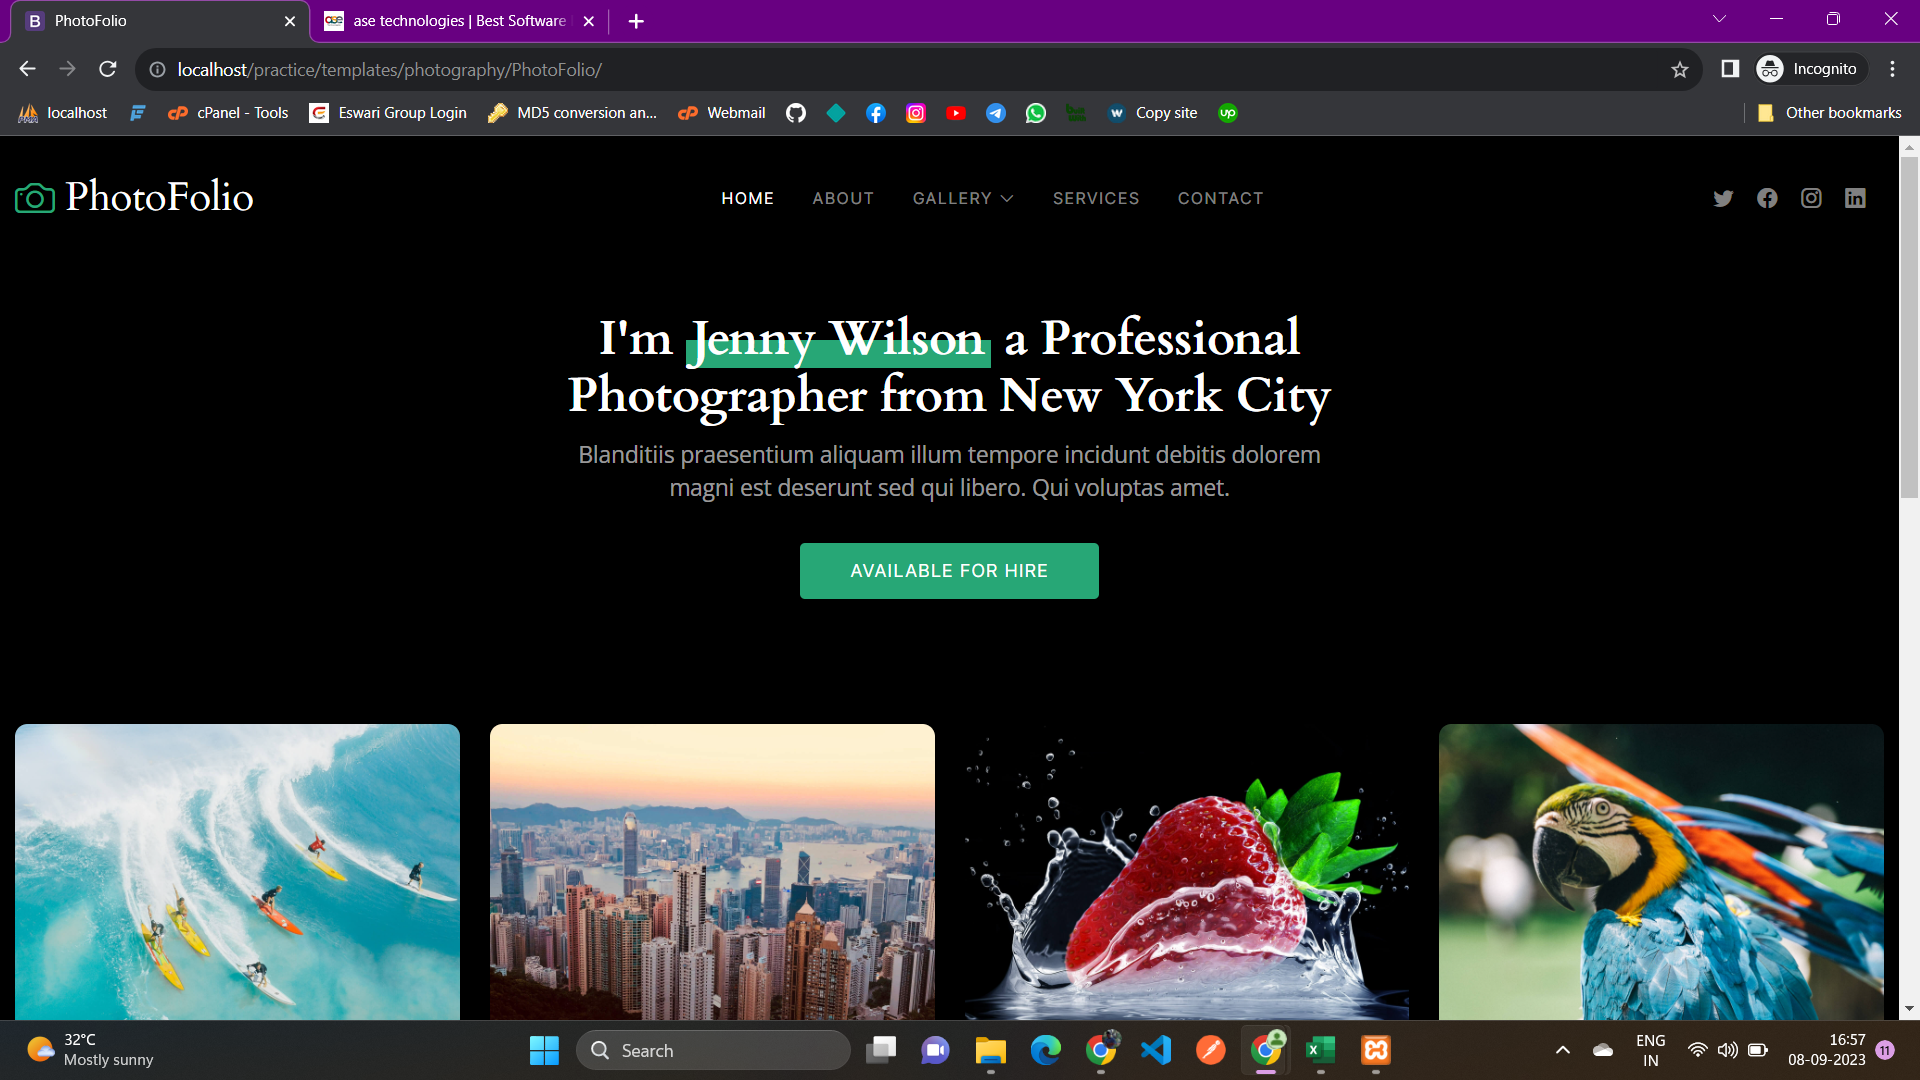 PhotoFolio
ase technologies | Best Software
localhost/practice/templates/photography/PhotoFolio/
Incognito
localhost
cPanel - Tools
Eswari Group Login
MD5 conversion an...
Webmail
Copy site
Other bookmarks
PhotoFolio
HOME
ABOUT
GALLERY
SERVICES
CONTACT
I'm Jenny Wilson a Professional
Photographer from New York City
Blanditiis praesentium aliquam illum tempore incidunt debitis dolorem
magni est deserunt sed qui libero. Qui voluptas amet.
AVAILABLE FOR HIRE
32°C
Mostly sunny
Search
ENG
IN
16:57
08-09-2023
11